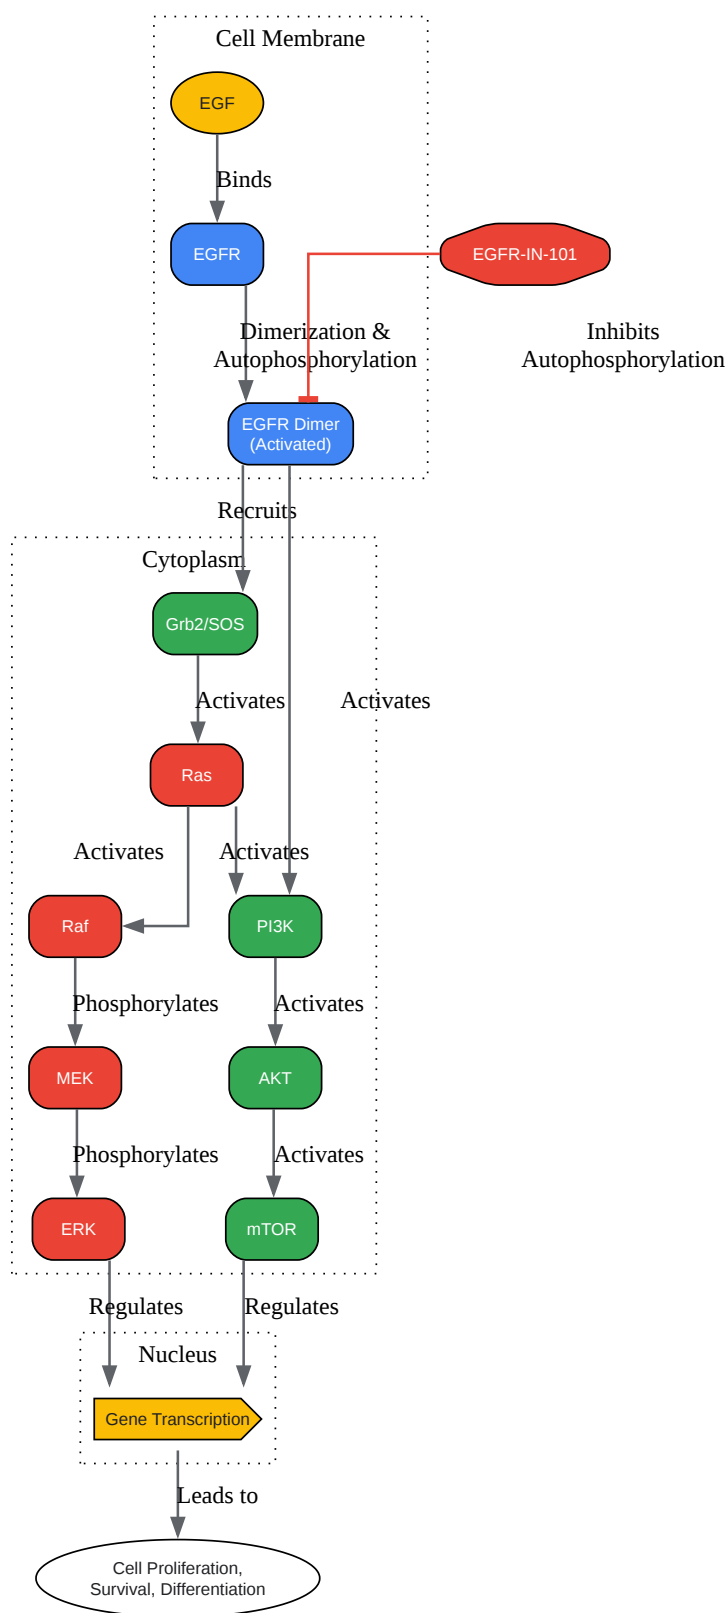 Cell Membrane
EGF
Binds
EGFR
EGFR-IN-101
Dimerization &
Autophosphorylation
Inhibits
Autophosphorylation
EGFR Dimer
(Activated)
Recruits
Cytoplasm
Grb2/SOS
Activates
Activates
Ras
Activates
Activates
Raf
PI3K
Phosphorylates
Activates
MEK
AKT
Phosphorylates
Activates
ERK
mTOR
Regulates
Regulates
Nucleus
Gene Transcription
Leads to
Cell Proliferation,
Survival, Differentiation